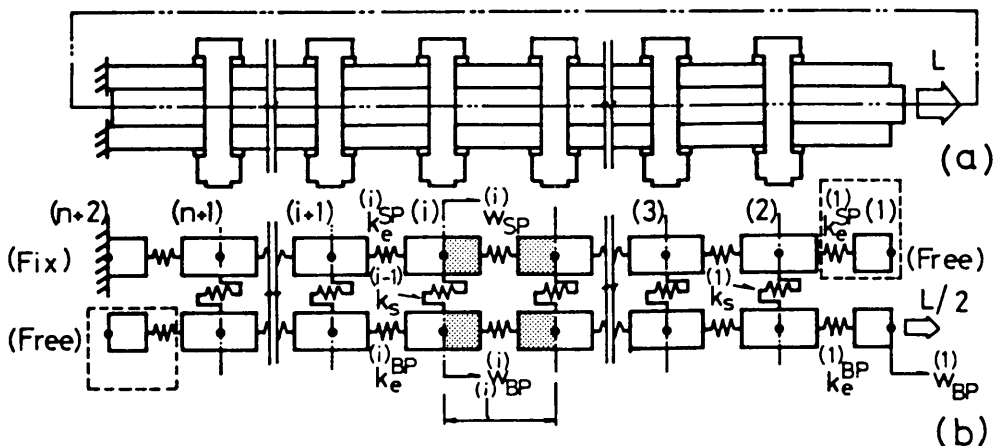 L
(a)
(n+2) (n+1) (i+1) (i)k_e^SP (i) (i)W_SP (3) (2) (1)k_e^SP (1)
(Fix) (Free)
(i-1)k_s (1)k_s
(Free) L/2
(i)k_e^BP (i)W_BP (1)k_e^BP (1)W_BP
(i)
(b)